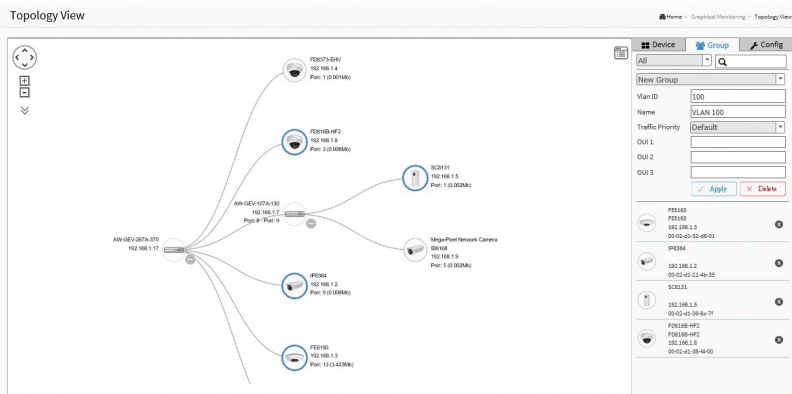 Topology View
Home > Graphical Monitoring > Topology View
Device
Group
Config
All
New Group
Vlan ID
100
Name
VLAN 100
Traffic Priority
Default
OUI 1
OUI 2
OUI 3
Apply
Delete
FE8180
FE8180
192.168.1.3
00-02-d1-32-d6-01
IP8364
192.168.1.2
00-02-d1-21-4b-35
SC8131
192.168.1.5
00-02-d1-36-8c-7f
FD816B-HF2
FD816B-HF2
192.168.1.6
00-02-d1-38-f4-00
FD8373-EHV
192.168.1.4
Port: 1 (0.001Mb)
FD816B-HF2
192.168.1.6
Port: 3 (0.006Mb)
SC8131
192.168.1.5
Port: 1 (0.002Mb)
AW-GEV-107A-130
192.168.1.7
Port: 8 - Port: 9
AW-GEV-267A-370
192.168.1.17
Mega-Pixel Network Camera
IB8168
192.168.1.9
Port: 5 (0.002Mb)
IP8364
192.168.1.2
Port: 9 (0.006Mb)
FE8180
192.168.1.3
Port: 13 (3.423Mb)